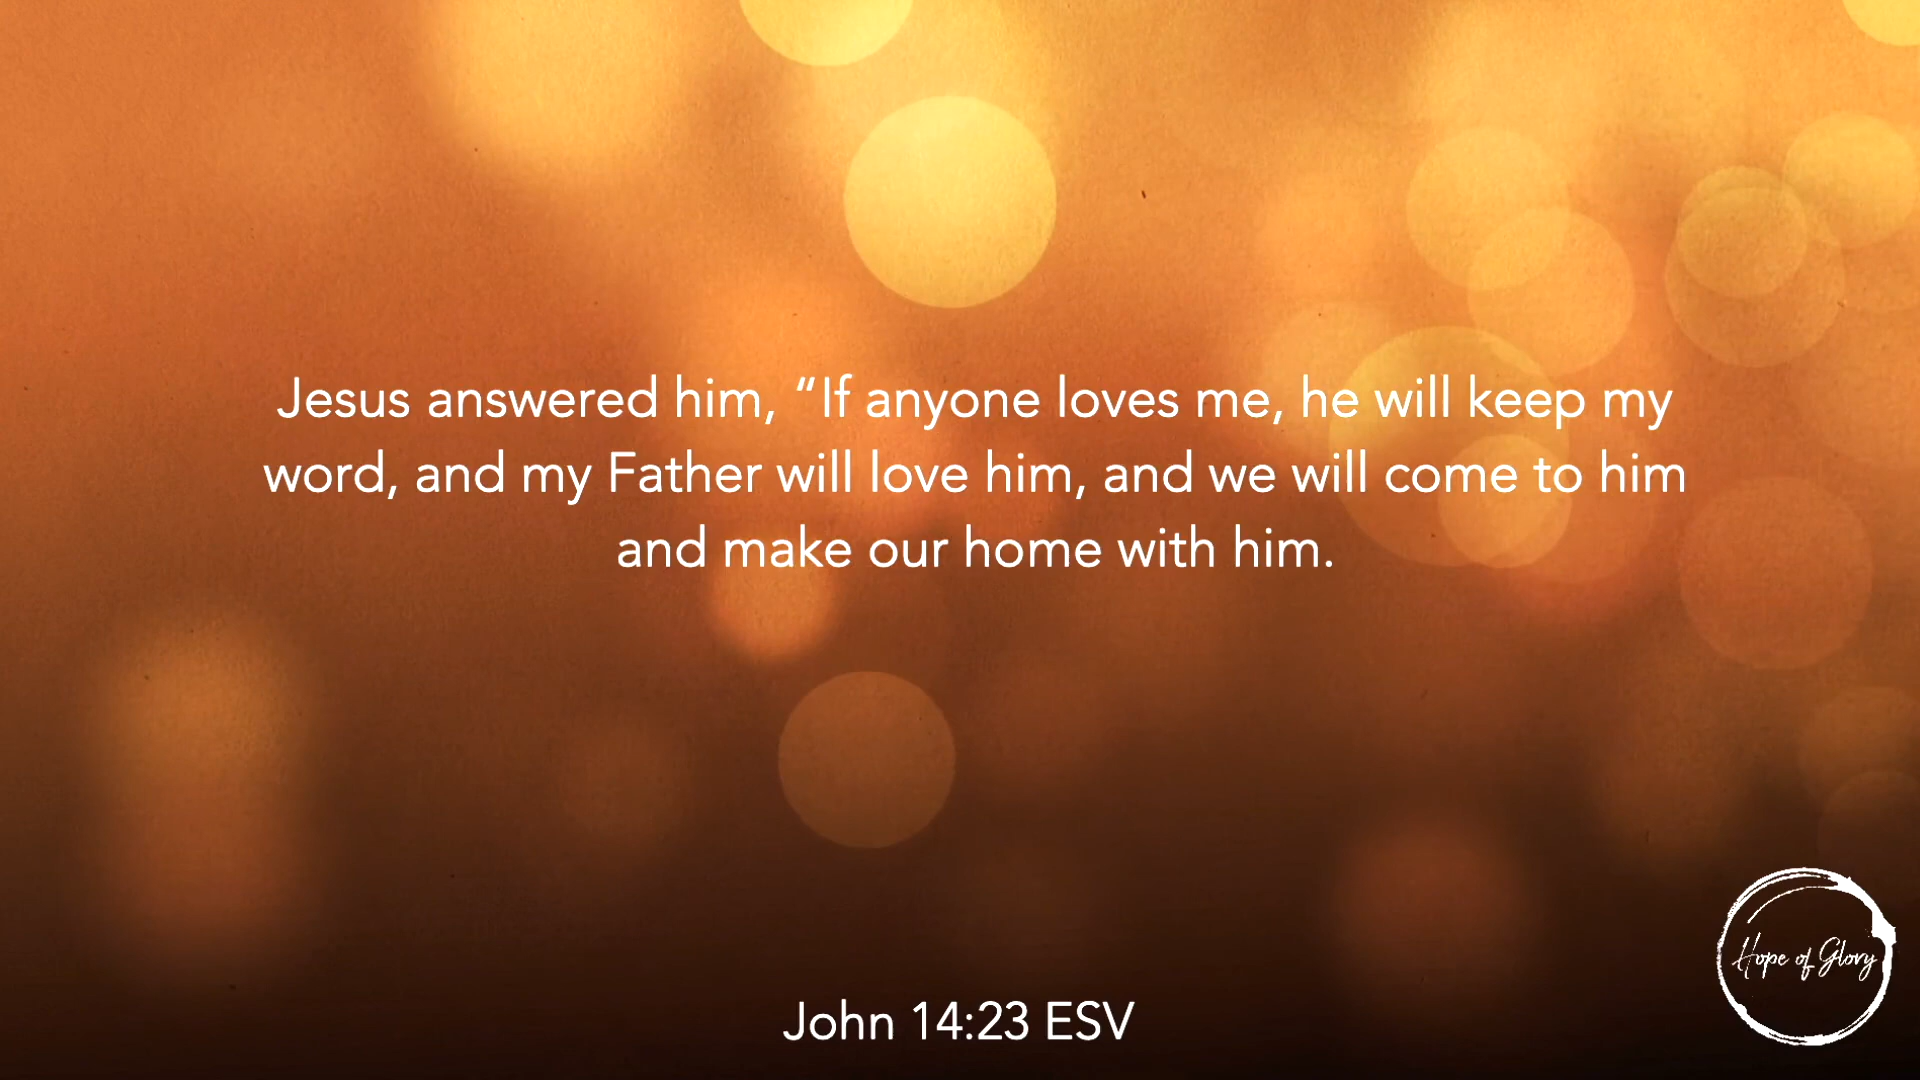 Jesus answered him, “If anyone loves me, he will keep my
word, and my Father will love him, and we will come to him
and make our home with him.
Hope of Glory
John 14:23 ESV